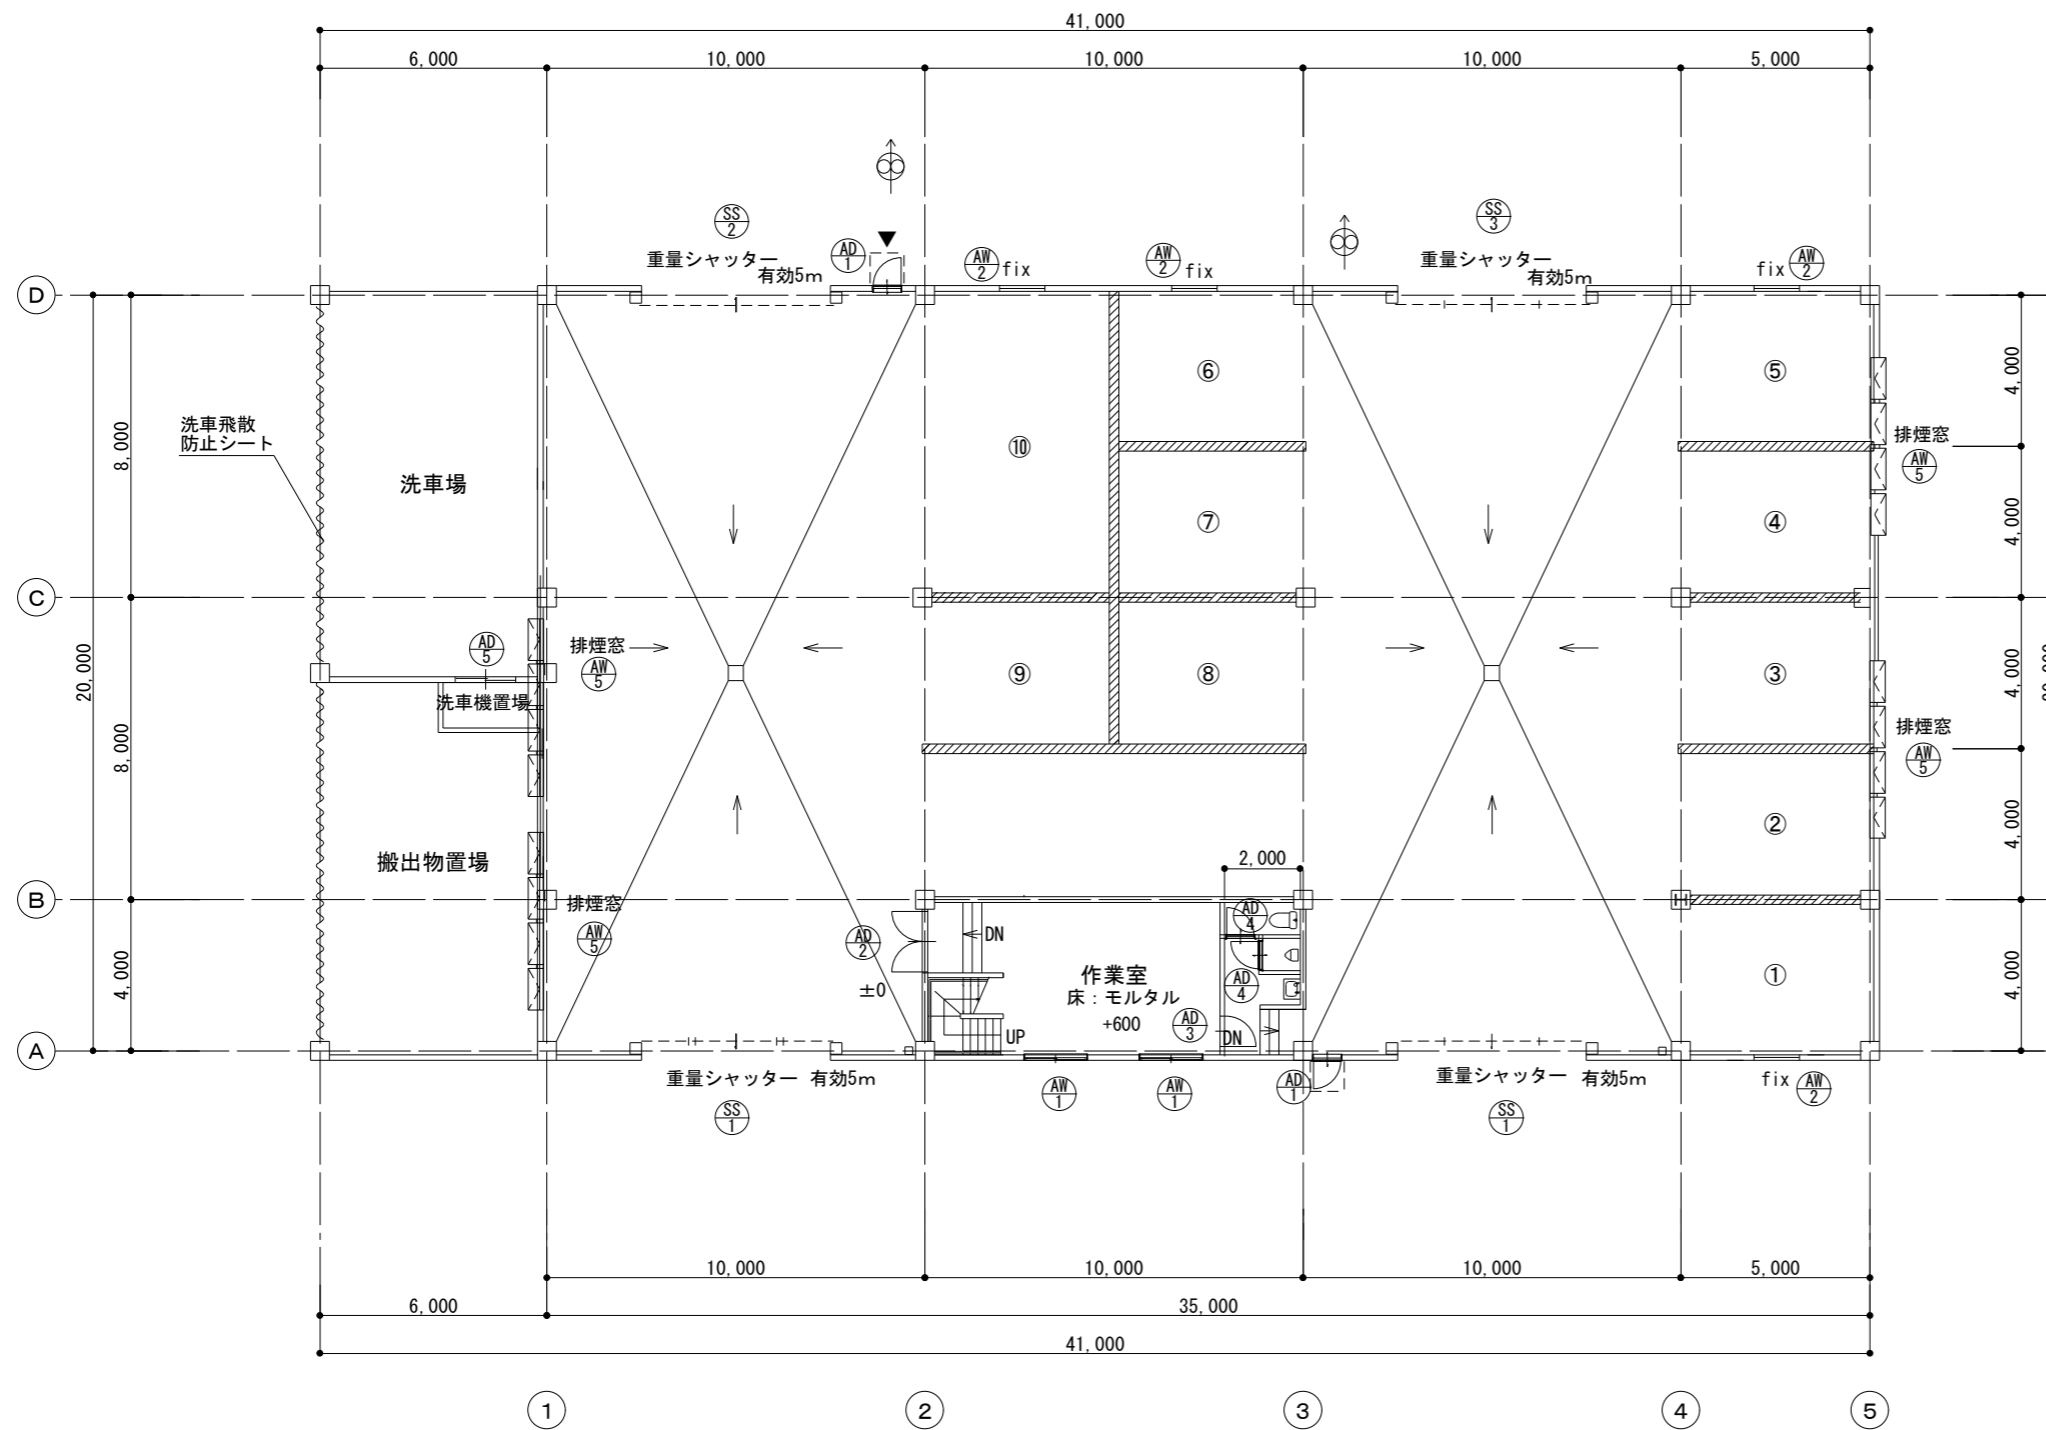 41,000
6,000
10,000
10,000
10,000
5,000
SS
2
重量シャッター
有効5m
AD
1
AW
2
fix
AW
2
fix
SS
3
重量シャッター
有効5m
fix
AW
2
D
8,000
洗車飛散
防止シート
洗車場
⑩
⑥
⑦
⑤
④
排煙窓
AW
5
4,000
4,000
C
20,000
AD
5
洗車機置場
排煙窓
AW
5
⑨
⑧
③
②
排煙窓
AW
5
4,000
4,000
8,000
搬出物置場
2,000
B
排煙窓
AW
5
AD
2
±0
DN
UP
作業室
床：モルタル
+600
AD
3
AD
4
AD
4
DN
①
4,000
4,000
A
重量シャッター 有効5m
SS
1
AW
1
AW
1
AD
1
重量シャッター 有効5m
SS
1
fix
AW
2
10,000
10,000
10,000
5,000
6,000
35,000
41,000
1
2
3
4
5